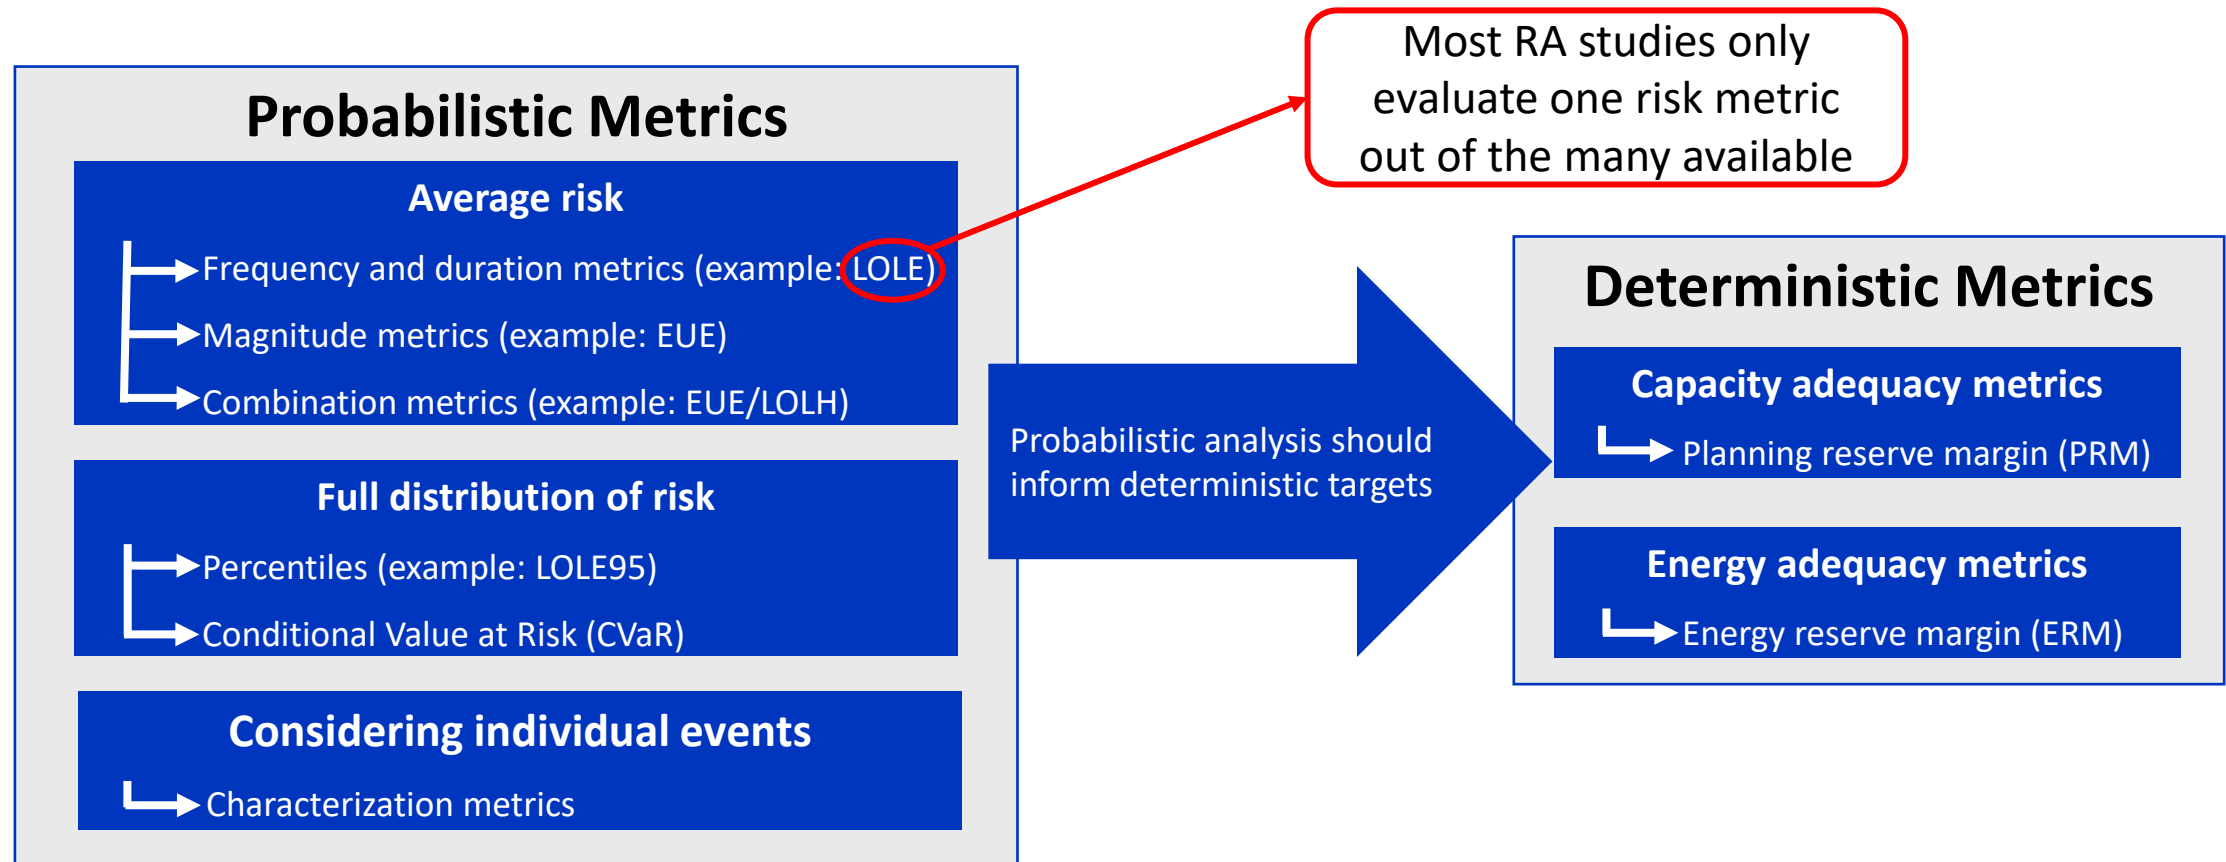 Probabilistic Metrics
Average risk
Frequency and duration metrics (example: LOLE)
Magnitude metrics (example: EUE)
Combination metrics (example: EUE/LOLH)
Full distribution of risk
Percentiles (example: LOLE95)
Conditional Value at Risk (CVaR)
Considering individual events
Characterization metrics
Most RA studies only
evaluate one risk metric
out of the many available
Probabilistic analysis should
inform deterministic targets
Deterministic Metrics
Capacity adequacy metrics
Planning reserve margin (PRM)
Energy adequacy metrics
Energy reserve margin (ERM)